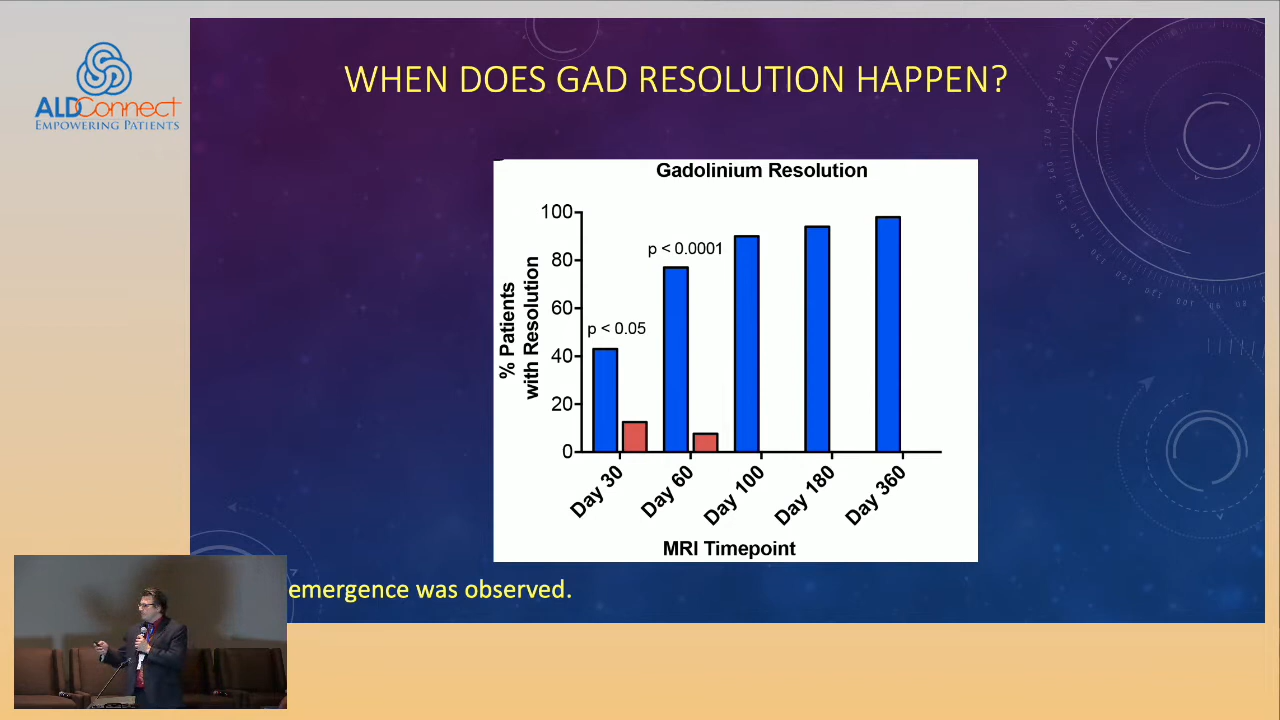 ALDConnect
EMPOWERING PATIENTS
WHEN DOES GAD RESOLUTION HAPPEN?
Gadolinium Resolution
% Patients
with Resolution
100
80
60
40
20
0
p < 0.05
p < 0.0001
Day 30
Day 60
Day 100
Day 180
Day 360
MRI Timepoint
emergence was observed.